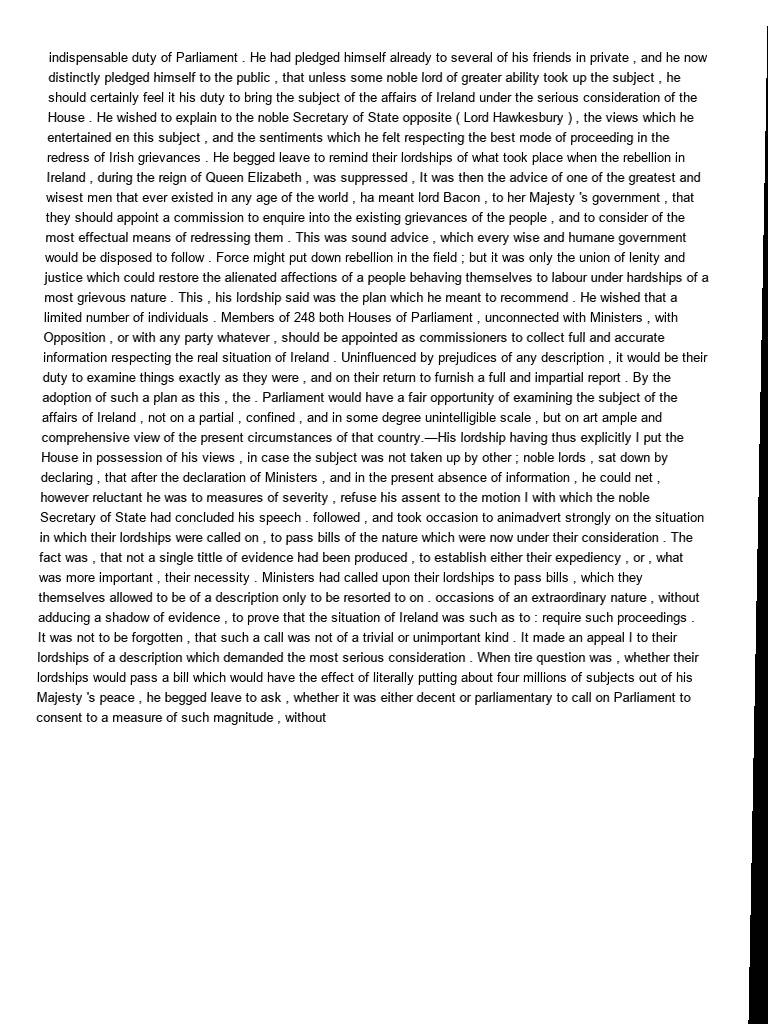 indispensable duty of Parliament . He had pledged himself already to several of his friends in private , and he now
distinctly pledged himself to the public , that unless some noble lord of greater ability took up the subject , he
should certainly feel it his duty to bring the subject of the affairs of Ireland under the serious consideration of the
House . He wished to explain to the noble Secretary of State opposite ( Lord Hawkesbury ) , the views which he
entertained en this subject , and the sentiments which he felt respecting the best mode of proceeding in the
redress of Irish grievances . He begged leave to remind their lordships of what took place when the rebellion in
Ireland , during the reign of Queen Elizabeth , was suppressed , It was then the advice of one of the greatest and
wisest men that ever existed in any age of the world , ha meant lord Bacon , to her Majesty 's government , that
they should appoint a commission to enquire into the existing grievances of the people , and to consider of the
most effectual means of redressing them . This was sound advice , which every wise and humane government
would be disposed to follow . Force might put down rebellion in the field ; but it was only the union of lenity and
justice which could restore the alienated affections of a people behaving themselves to labour under hardships of a
most grievous nature . This , his lordship said was the plan which he meant to recommend . He wished that a
limited number of individuals . Members of 248 both Houses of Parliament , unconnected with Ministers , with
Opposition , or with any party whatever , should be appointed as commissioners to collect full and accurate
information respecting the real situation of Ireland . Uninfluenced by prejudices of any description , it would be their
duty to examine things exactly as they were , and on their return to furnish a full and impartial report . By the
adoption of such a plan as this , the . Parliament would have a fair opportunity of examining the subject of the
affairs of Ireland , not on a partial , confined , and in some degree unintelligible scale , but on art ample and
comprehensive view of the present circumstances of that country.—His lordship having thus explicitly I put the
House in possession of his views , in case the subject was not taken up by other ; noble lords , sat down by
declaring , that after the declaration of Ministers , and in the present absence of information , he could net ,
however reluctant he was to measures of severity , refuse his assent to the motion I with which the noble
Secretary of State had concluded his speech . followed , and took occasion to animadvert strongly on the situation
in which their lordships were called on , to pass bills of the nature which were now under their consideration . The
fact was , that not a single tittle of evidence had been produced , to establish either their expediency , or , what
was more important , their necessity . Ministers had called upon their lordships to pass bills , which they
themselves allowed to be of a description only to be resorted to on . occasions of an extraordinary nature , without
adducing a shadow of evidence , to prove that the situation of Ireland was such as to : require such proceedings .
It was not to be forgotten , that such a call was not of a trivial or unimportant kind . It made an appeal I to their
lordships of a description which demanded the most serious consideration . When tire question was , whether their
lordships would pass a bill which would have the effect of literally putting about four millions of subjects out of his
Majesty 's peace , he begged leave to ask , whether it was either decent or parliamentary to call on Parliament to
consent to a measure of such magnitude , without